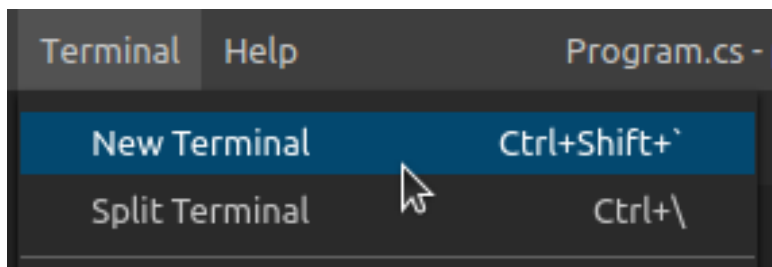 Terminal Help Program.cs -
New Terminal Ctrl+Shift+`
Split Terminal Ctrl+\